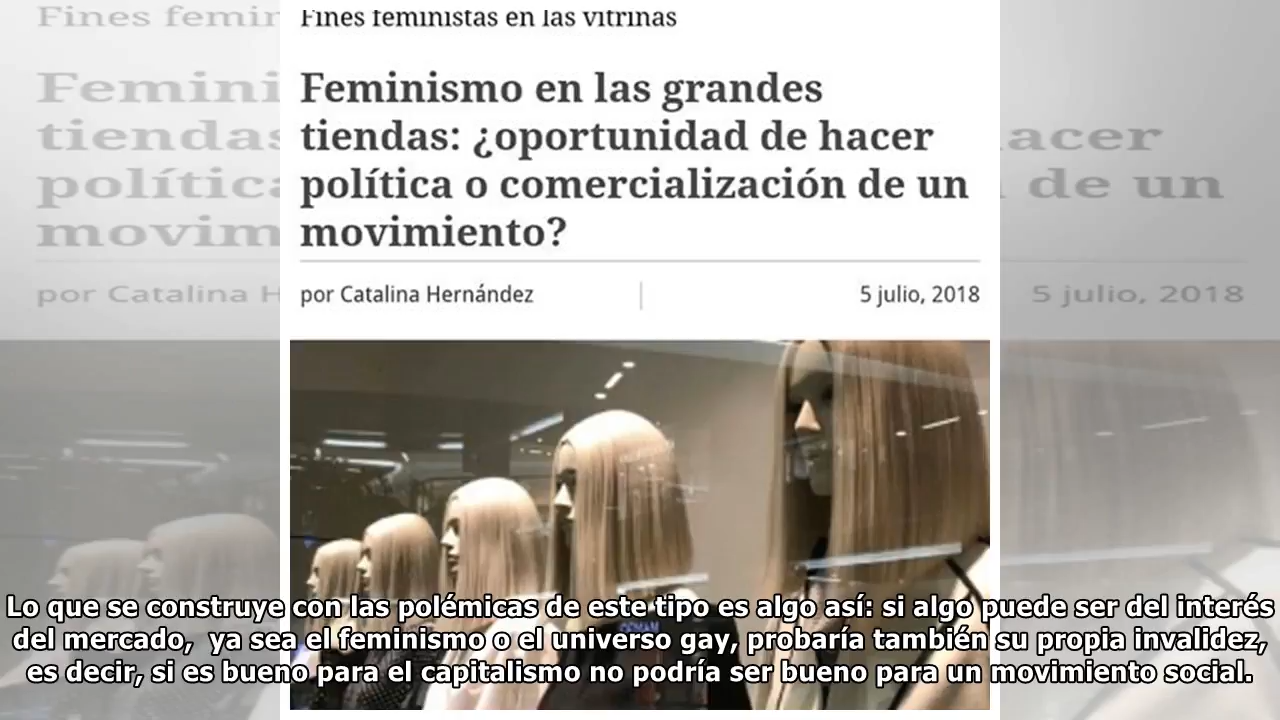 Fines feministas en las vitrinas
Feminismo en las grandes
tiendas: ¿oportunidad de hacer
política o comercialización de un
movimiento?
por Catalina Hernández
5 julio, 2018
Lo que se construye con las polémicas de este tipo es algo así: si algo puede ser del interés
del mercado,  ya sea el feminismo o el universo gay, probaría también su propia invalidez,
es decir, si es bueno para el capitalismo no podría ser bueno para un movimiento social.